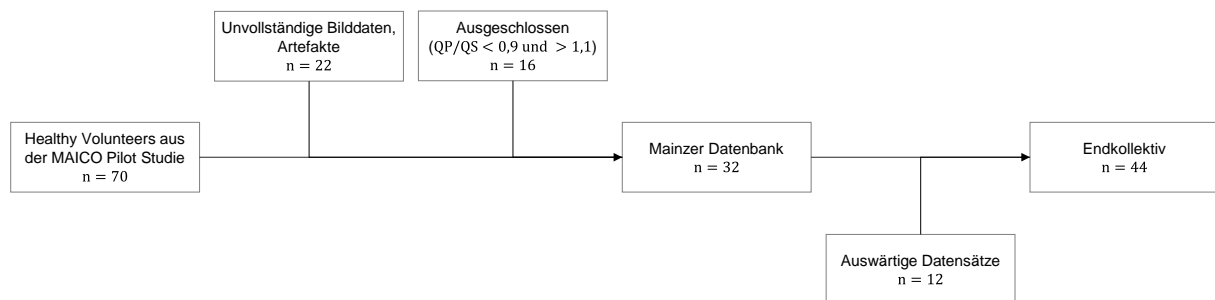 Healthy Volunteers aus
der MAICO Pilot Studie
n = 70
Unvollständige Bilddaten,
Artefakte
n = 22
Ausgeschlossen
(QP/QS < 0,9 und > 1,1)
n = 16
Mainzer Datenbank
n = 32
Auswärtige Datensätze
n = 12
Endkollektiv
n = 44